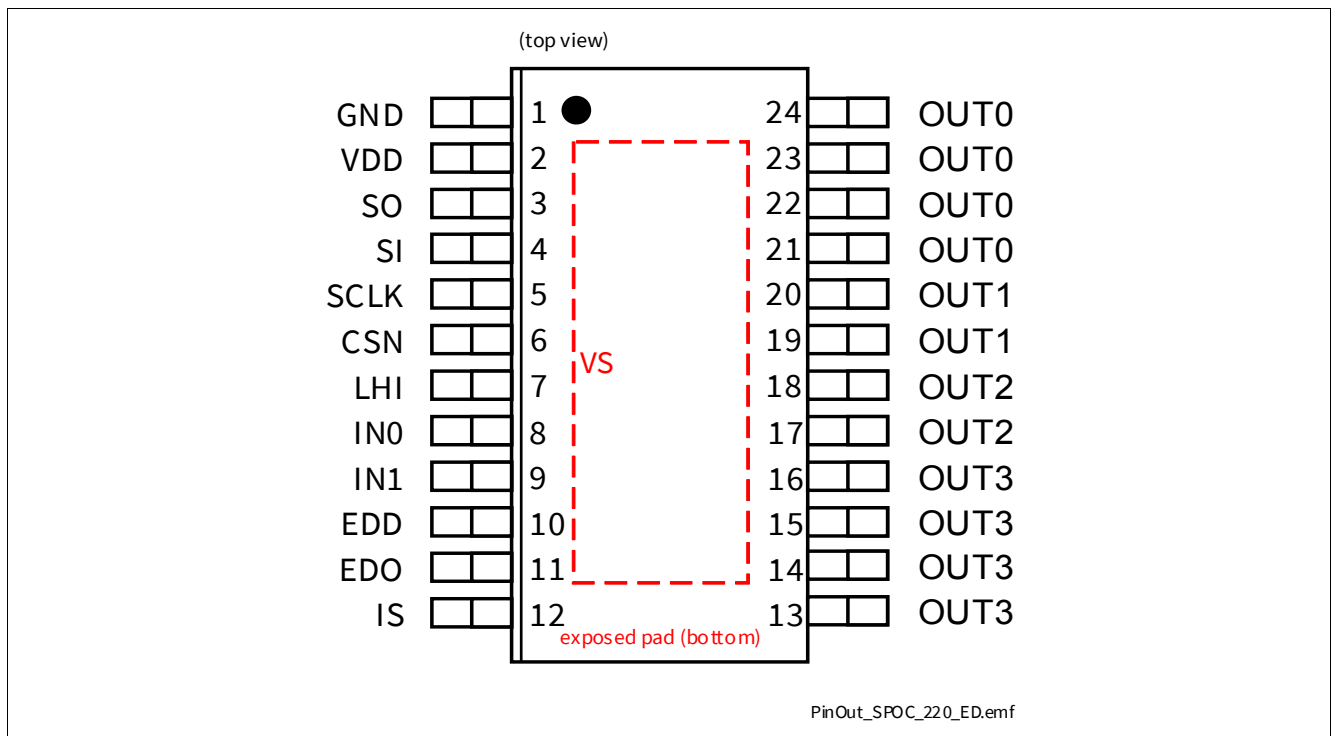 (top view)
GND 1 24 OUT0
VDD 2 23 OUT0
SO 3 22 OUT0
SI 4 21 OUT0
SCLK 5 20 OUT1
CSN 6 19 OUT1
VS
LHI 7 18 OUT2
IN0 8 17 OUT2
IN1 9 16 OUT3
EDD 10 15 OUT3
EDO 11 14 OUT3
IS 12 13 OUT3
exposed pad (bottom)
PinOut_SPOC_220_ED.emf